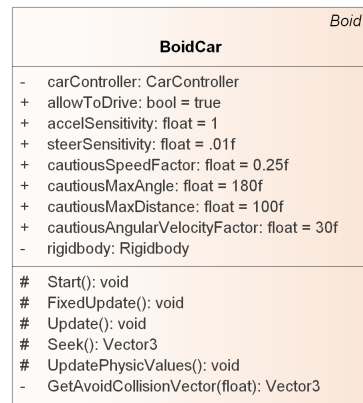 Boid
BoidCar
- carController: CarController
+ allowToDrive: bool = true
+ accelSensitivity: float = 1
+ steerSensitivity: float = .01f
+ cautiousSpeedFactor: float = 0.25f
+ cautiousMaxAngle: float = 180f
+ cautiousMaxDistance: float = 100f
+ cautiousAngularVelocityFactor: float = 30f
- rigidbody: Rigidbody
# Start(): void
# FixedUpdate(): void
# Update(): void
# Seek(): Vector3
# UpdatePhysicValues(): void
- GetAvoidCollisionVector(float): Vector3